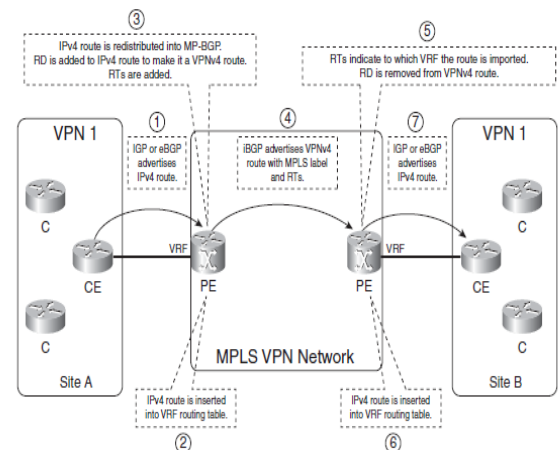 ③
IPv4 route is redistributed into MP-BGP.
RD is added to IPv4 route to make it a VPNv4 route.
RTs are added.
⑤
RTs indicate to which VRF the route is imported.
RD is removed from VPNv4 route.
VPN 1
①
IGP or eBGP
advertises
IPv4 route.
④
iBGP advertises VPNv4
route with MPLS label
and RTs.
⑦
IGP or eBGP
advertises
IPv4 route.
VPN 1
C
C
CE
VRF
PE
PE
VRF
CE
C
C
Site A
MPLS VPN Network
Site B
IPv4 route is inserted
into VRF routing table.
②
IPv4 route is inserted
into VRF routing table.
⑥